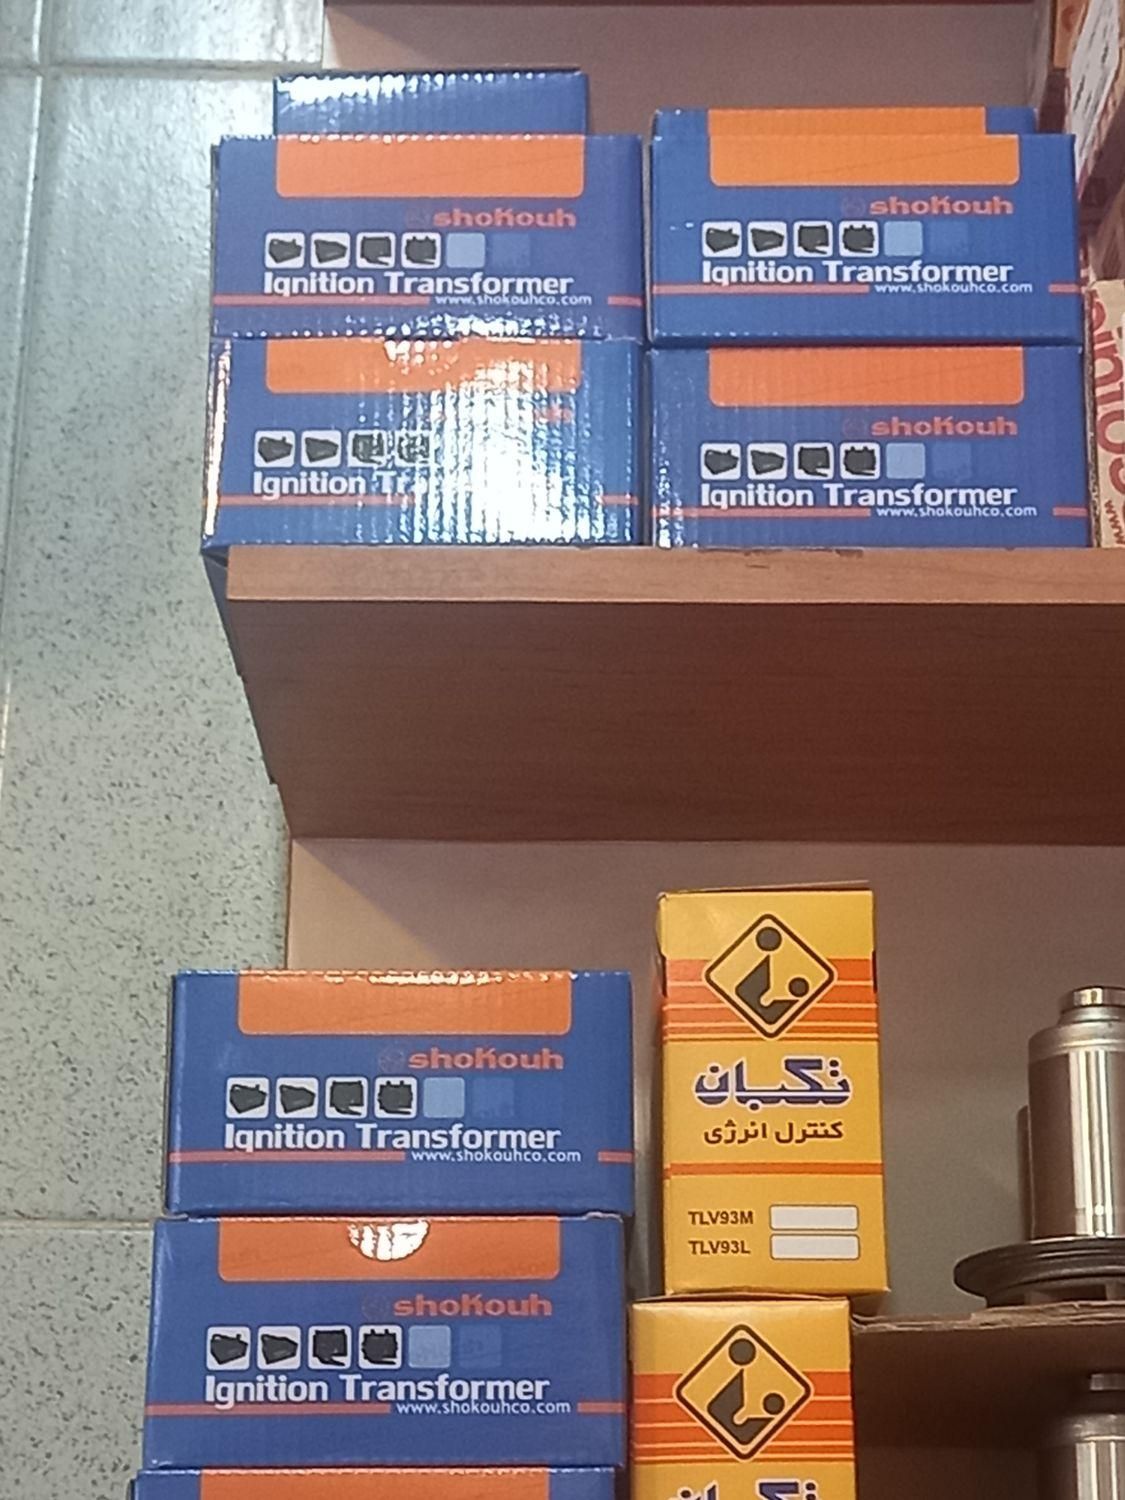 shokouh
Ignition Transformer
www.shokouhco.com
shokouh
Ignition Transformer
www.shokouhco.com
Ignition
shokouh
Ignition Transformer
www.shokouhco.com
shokouh
Ignition Transformer
www.shokouhco.com
تکبان
کنترل انرژی
TLV93M
TLV93L
shokouh
Ignition Transformer
www.shokouhco.com
تکبان